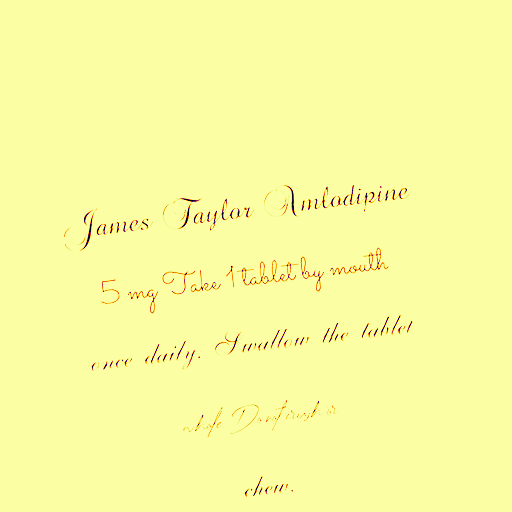 James Taylor Amlodipine
5 mg Take 1 tablet by mouth
once daily. Swallow the tablet
whole. Do not crush or
chew.